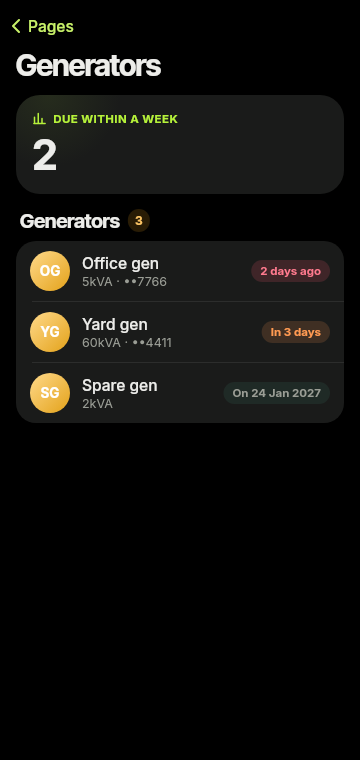 Pages
Generators
DUE WITHIN A WEEK
2
Generators 3
OG Office gen 2 days ago
5kVA · ••7766
YG Yard gen In 3 days
60kVA · ••4411
SG Spare gen On 24 Jan 2027
2kVA